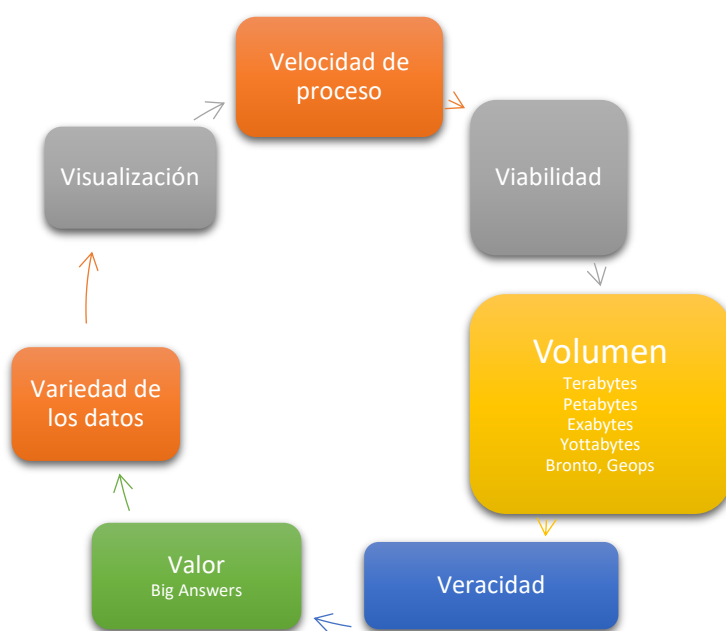 Velocidad de
proceso
Visualización
Viabilidad
Volumen
Terabytes
Petabytes
Exabytes
Yottabytes
Bronto, Geops
Variedad de
los datos
Valor
Big Answers
Veracidad